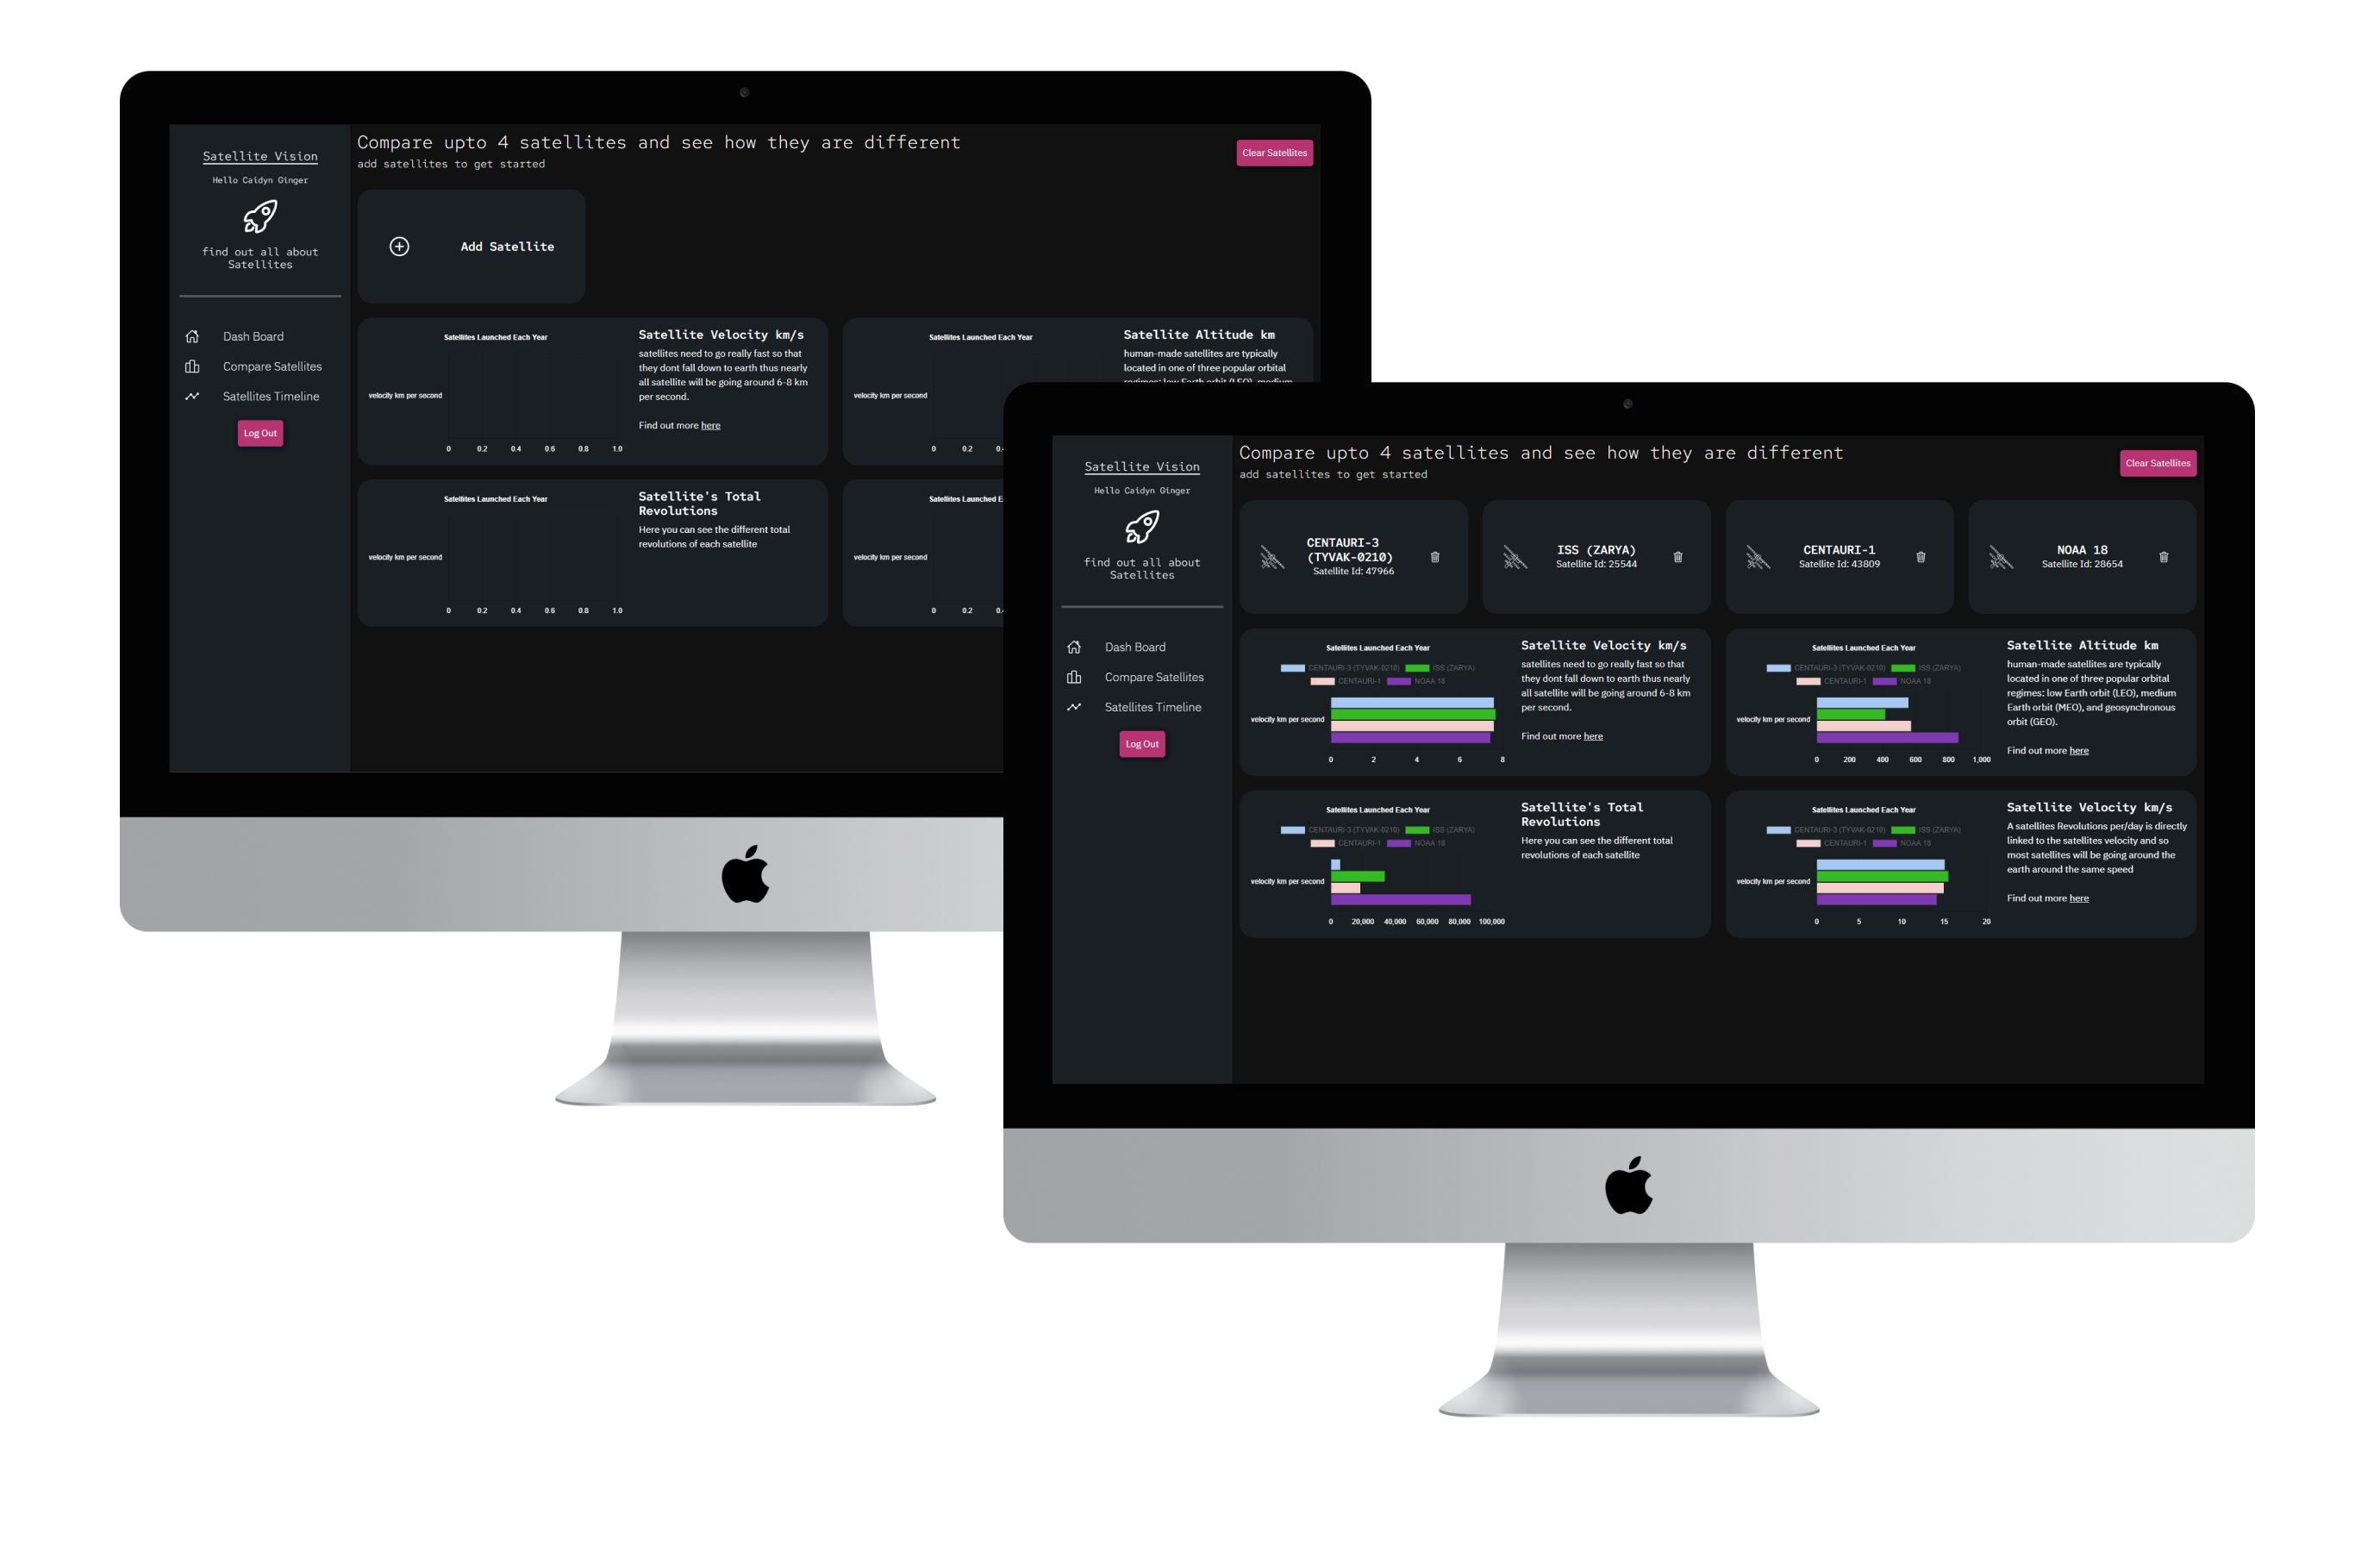 Satellite Vision
Hello Caidyn Ginger
find out all about
Satellites
Dash Board
Compare Satellites
Satellites Timeline
Log Out
Compare upto 4 satellites and see how they are different
add satellites to get started
Clear Satellites
Add Satellite
Satellites Launched Each Year
velocity km per second
0 0.2 0.4 0.6 0.8 1.0
Satellite Velocity km/s
satellites need to go really fast so that
they dont fall down to earth thus nearly
all satellite will be going around 6-8 km
per second.
Find out more here
Satellites Launched Each Year
velocity km per second
0 0.2
Satellite Altitude km
human-made satellites are typically
located in one of three popular orbital
regimes: low Earth orbit (LEO), medium
Satellites Launched Each Year
velocity km per second
0 0.2 0.4 0.6 0.8 1.0
Satellite's Total
Revolutions
Here you can see the different total
revolutions of each satellite
Satellites Launched
velocity km per second
0 0.2
Satellite Vision
Hello Caidyn Ginger
find out all about
Satellites
Dash Board
Compare Satellites
Satellites Timeline
Log Out
Compare upto 4 satellites and see how they are different
add satellites to get started
Clear Satellites
CENTAURI-3
(TYVAK-0210)
Satellite Id: 47966
ISS (ZARYA)
Satellite Id: 25544
CENTAURI-1
Satellite Id: 43809
NOAA 18
Satellite Id: 28654
Satellites Launched Each Year
CENTAURI-3 (TYVAK-0210) ISS (ZARYA)
CENTAURI-1 NOAA 18
velocity km per second
0 2 4 6 8
Satellite Velocity km/s
satellites need to go really fast so that
they dont fall down to earth thus nearly
all satellite will be going around 6-8 km
per second.
Find out more here
Satellites Launched Each Year
CENTAURI-3 (TYVAK-0210) ISS (ZARYA)
CENTAURI-1 NOAA 18
velocity km per second
0 200 400 600 800 1,000
Satellite Altitude km
human-made satellites are typically
located in one of three popular orbital
regimes: low Earth orbit (LEO), medium
Earth orbit (MEO), and geosynchronous
orbit (GEO).
Find out more here
Satellites Launched Each Year
CENTAURI-3 (TYVAK-0210) ISS (ZARYA)
CENTAURI-1 NOAA 18
velocity km per second
0 20,000 40,000 60,000 80,000 100,000
Satellite's Total
Revolutions
Here you can see the different total
revolutions of each satellite
Satellites Launched Each Year
CENTAURI-3 (TYVAK-0210) ISS (ZARYA)
CENTAURI-1 NOAA 18
velocity km per second
0 5 10 15 20
Satellite Velocity km/s
A satellites Revolutions per/day is directly
linked to the satellites velocity and so
most satellites will be going around the
earth around the same speed
Find out more here